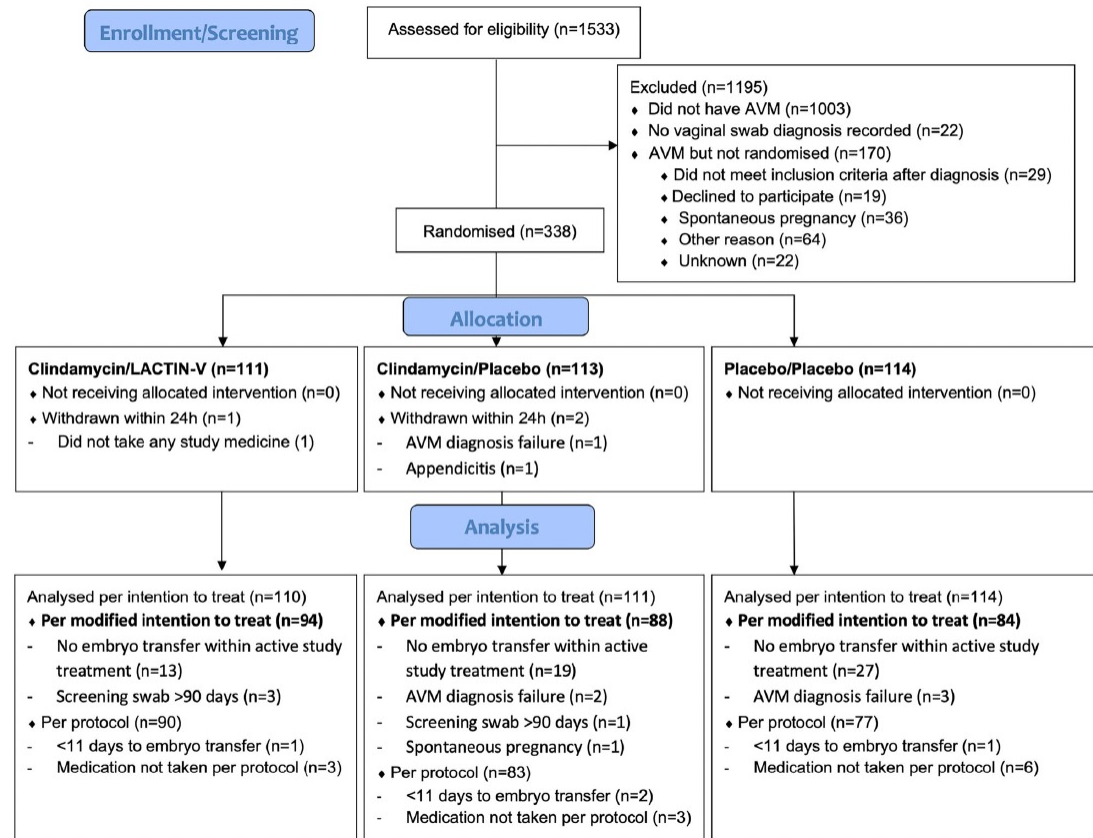 Enrollment/Screening
Assessed for eligibility (n=1533)
Excluded (n=1195)
♦ Did not have AVM (n=1003)
♦ No vaginal swab diagnosis recorded (n=22)
♦ AVM but not randomised (n=170)
♦ Did not meet inclusion criteria after diagnosis (n=29)
♦ Declined to participate (n=19)
♦ Spontaneous pregnancy (n=36)
♦ Other reason (n=64)
♦ Unknown (n=22)
Randomised (n=338)
Allocation
Clindamycin/LACTIN-V (n=111)
♦ Not receiving allocated intervention (n=0)
♦ Withdrawn within 24h (n=1)
- Did not take any study medicine (1)
Clindamycin/Placebo (n=113)
♦ Not receiving allocated intervention (n=0)
♦ Withdrawn within 24h (n=2)
- AVM diagnosis failure (n=1)
- Appendicitis (n=1)
Placebo/Placebo (n=114)
♦ Not receiving allocated intervention (n=0)
Analysis
Analysed per intention to treat (n=110)
♦ Per modified intention to treat (n=94)
- No embryo transfer within active study
treatment (n=13)
- Screening swab >90 days (n=3)
♦ Per protocol (n=90)
- <11 days to embryo transfer (n=1)
- Medication not taken per protocol (n=3)
Analysed per intention to treat (n=111)
♦ Per modified intention to treat (n=88)
- No embryo transfer within active
study treatment (n=19)
- AVM diagnosis failure (n=2)
- Screening swab >90 days (n=1)
- Spontaneous pregnancy (n=1)
♦ Per protocol (n=83)
- <11 days to embryo transfer (n=2)
- Medication not taken per protocol (n=3)
Analysed per intention to treat (n=114)
♦ Per modified intention to treat (n=84)
- No embryo transfer within active study
treatment (n=27)
- AVM diagnosis failure (n=3)
♦ Per protocol (n=77)
- <11 days to embryo transfer (n=1)
- Medication not taken per protocol (n=6)